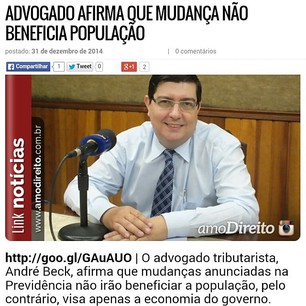 ADVOGADO AFIRMA QUE MUDANÇA NÃO
BENEFICIA POPULAÇÃO
postado: 31 de dezembro de 2014 | 0 comentários
Compartilhar 1 Tweet 0 +1 2
Link notícias
www.amodireito.com.br
amoDireito
http://goo.gl/GAuAUO | O advogado tributarista,
André Beck, afirma que mudanças anunciadas na
Previdência não irão beneficiar a população, pelo
contrário, visa apenas a economia do governo.